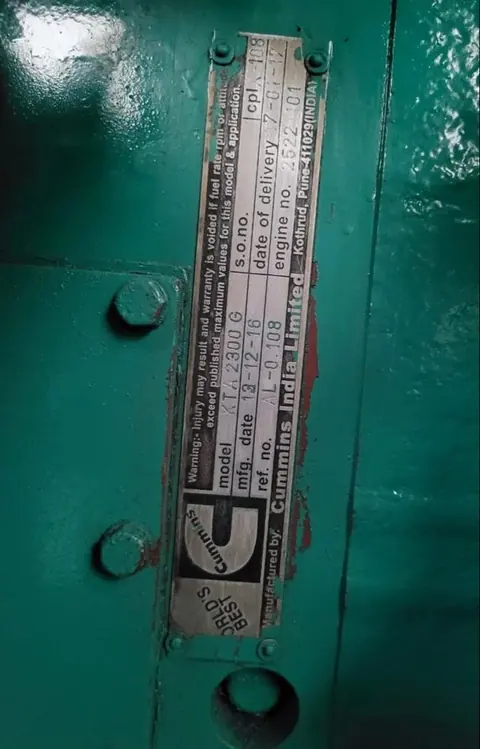 Warning:- Injury may result and warranty is voided if fuel rate rpm or
exceed published maximum values for this model & application.
model KTA 2300 G s.o.no. cpl 108
mfg. date 13-12-16 date of delivery 7-01-17
ref. no. AL-0.108 engine no. 2522 101
Manufactured by: Cummins India Limited Kothrud, Pune-411029(INDIA)
Cummins
WORLD'S
BEST